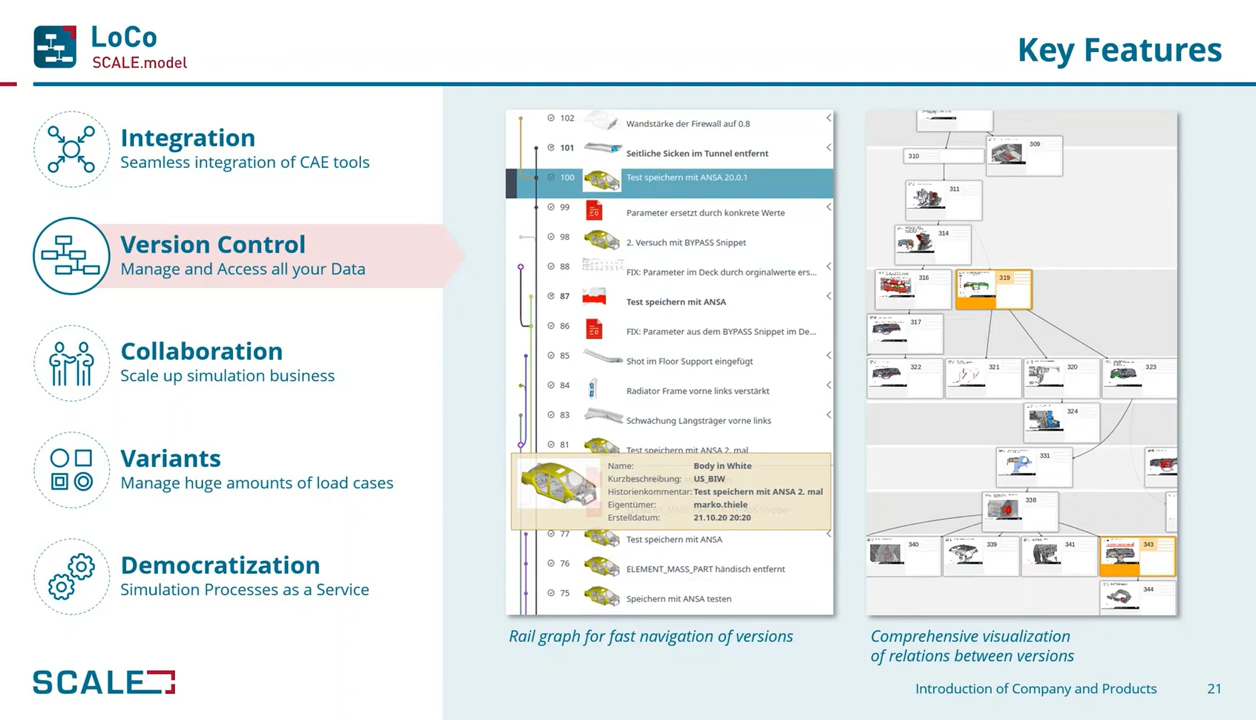 LoCo
SCALE.model
Key Features
Integration
Seamless integration of CAE tools
Version Control
Manage and Access all your Data
Collaboration
Scale up simulation business
Variants
Manage huge amounts of load cases
Democratization
Simulation Processes as a Service
102 Wandstärke der Firewall auf 0.8
101 Seitliche Sicken im Tunnel entfernt
100 Test speichern mit ANSA 20.0.1
99 Parameter ersetzt durch konkrete Werte
98 2. Versuch mit BYPASS Snippet
88 FIX: Parameter im Deck durch orginalwerte ers...
87 Test speichern mit ANSA
86 FIX: Parameter aus dem BYPASS Snippet im De...
85 Shot im Floor Support eingefügt
84 Radiator Frame vorne links verstärkt
83 Schwächung Längsträger vorne links
81 Test speichern mit ANSA 2. mal
Name: Body in White
Kurzbeschreibung: US_BIW
Historienkommentar: Test speichern mit ANSA 2. mal
Eigentümer: marko.thiele
Erstelldatum: 21.10.20 20:20
77 Test speichern mit ANSA
76 ELEMENT_MASS_PART händisch entfernt
75 Speichern mit ANSA testen
Rail graph for fast navigation of versions
309
310
311
314
316
319
317
322
321
320
323
324
331
338
340
339
341
343
344
Comprehensive visualization
of relations between versions
SCALE
Introduction of Company and Products
21